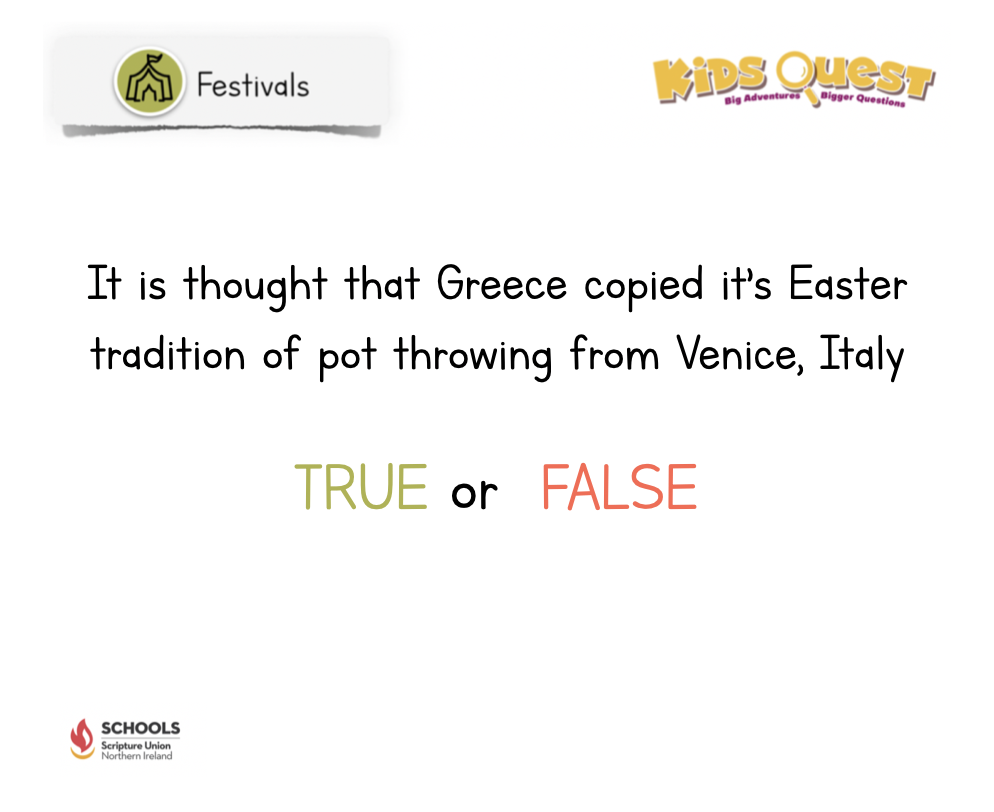 Festivals
KiDS QUEST
Big Adventures Bigger Questions
It is thought that Greece copied it's Easter
tradition of pot throwing from Venice, Italy
TRUE or FALSE
SCHOOLS
Scripture Union
Northern Ireland